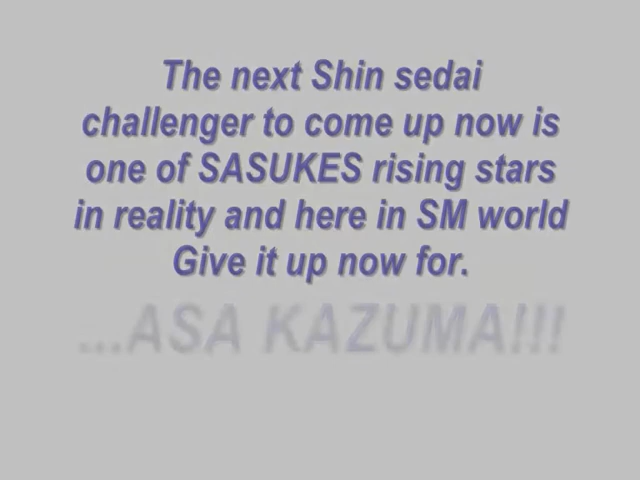 The next Shin sedai
challenger to come up now is
one of SASUKES rising stars
in reality and here in SM world
Give it up now for.
...ASA KAZUMA!!!